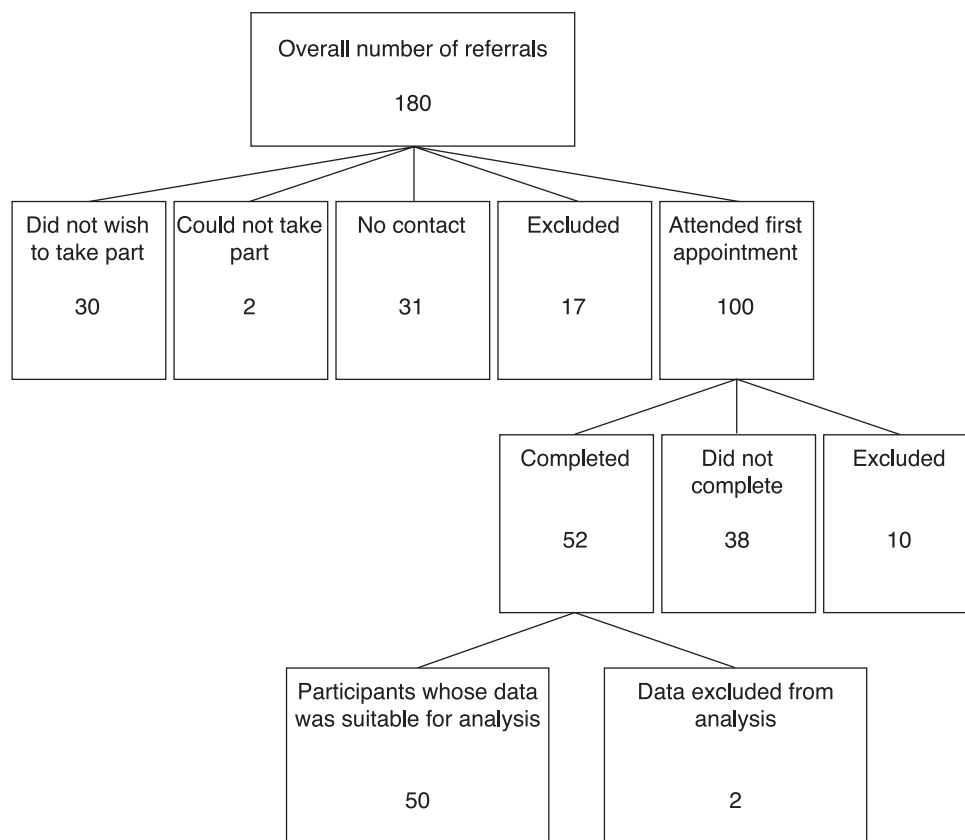 Overall number of referrals
180
Did not wish
to take part
30
Could not take
part
2
No contact
31
Excluded
17
Attended first
appointment
100
Completed
52
Did not
complete
38
Excluded
10
Participants whose data
was suitable for analysis
50
Data excluded from
analysis
2